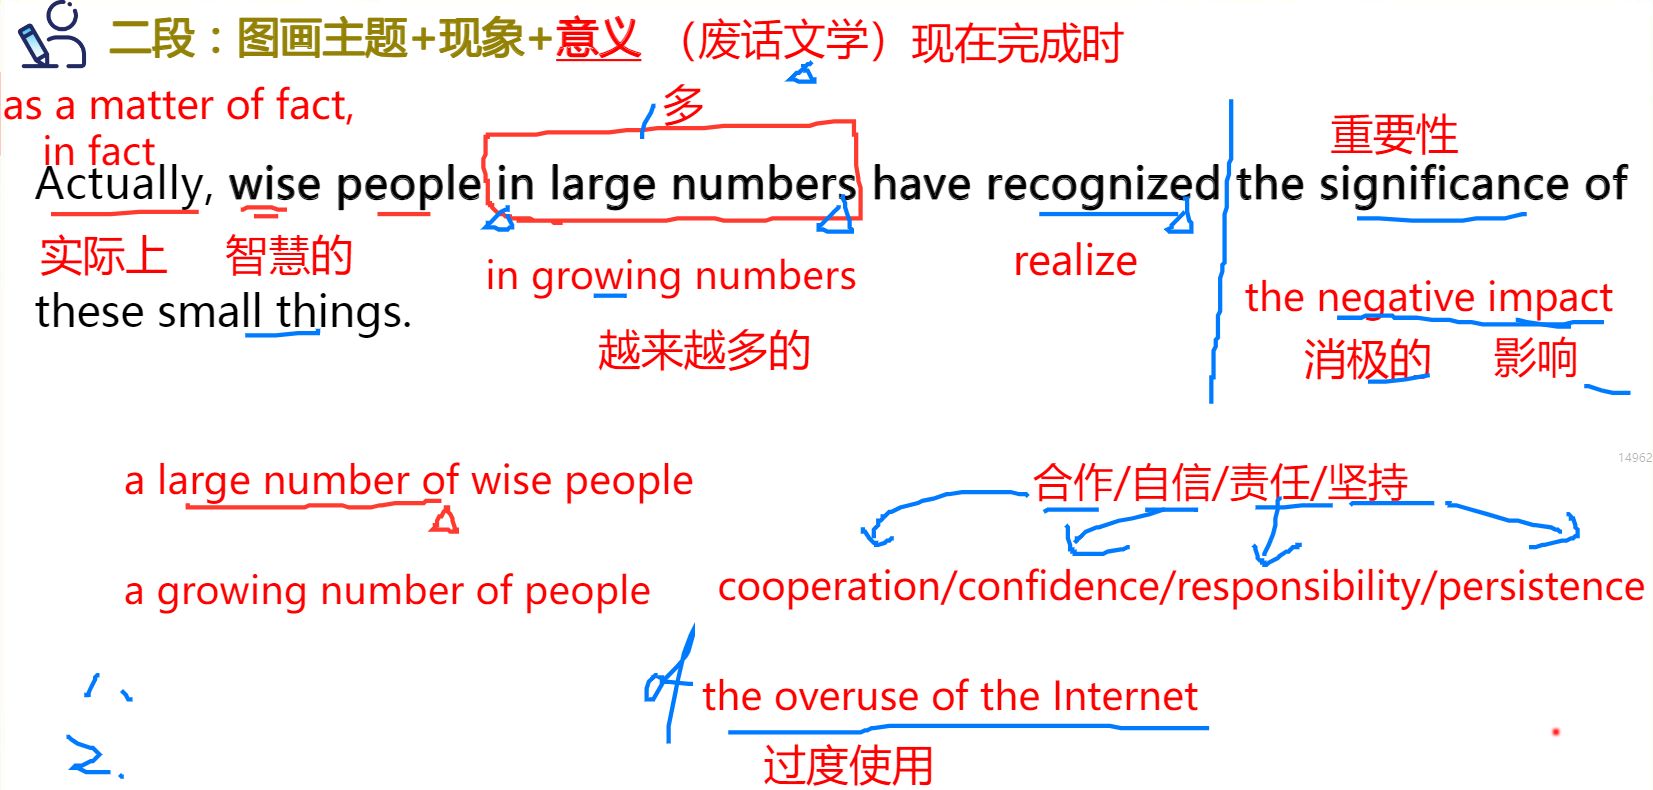 二段：图画主题+现象+意义 （废话文学）现在完成时
as a matter of fact,
多
in fact
重要性
Actually, wise people in large numbers have recognized the significance of
实际上 智慧的
in growing numbers
realize
these small things.
the negative impact
越来越多的
消极的 影响
14962
a large number of wise people
合作/自信/责任/坚持
a growing number of people
cooperation/confidence/responsibility/persistence
1、
of the overuse of the Internet
2.
过度使用